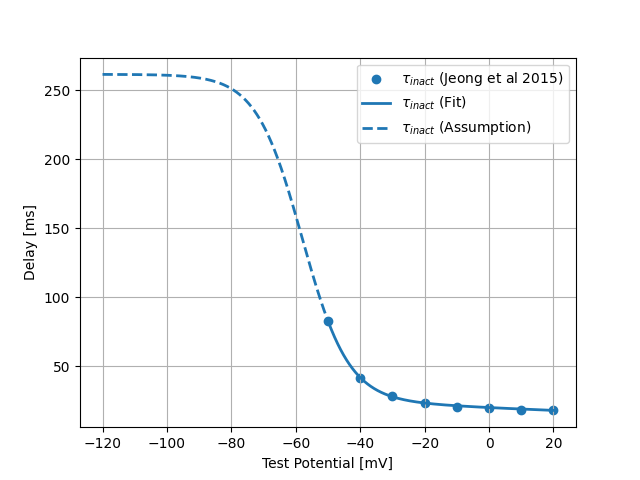 τinact (Jeong et al 2015)
τinact (Fit)
τinact (Assumption)
250
200
150
100
50
Delay [ms]
−120 −100 −80 −60 −40 −20 0 20
Test Potential [mV]